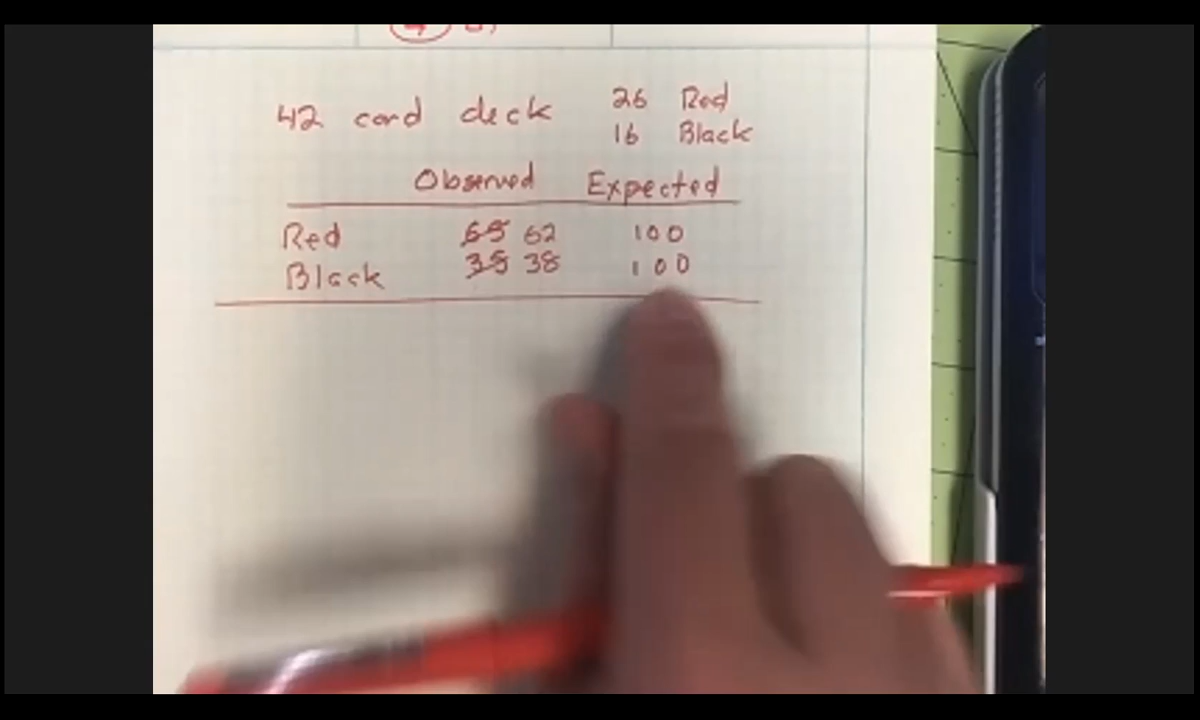 42 card deck 26 Red
16 Black
Observed Expected
Red 65 62 100
Black 35 38 100